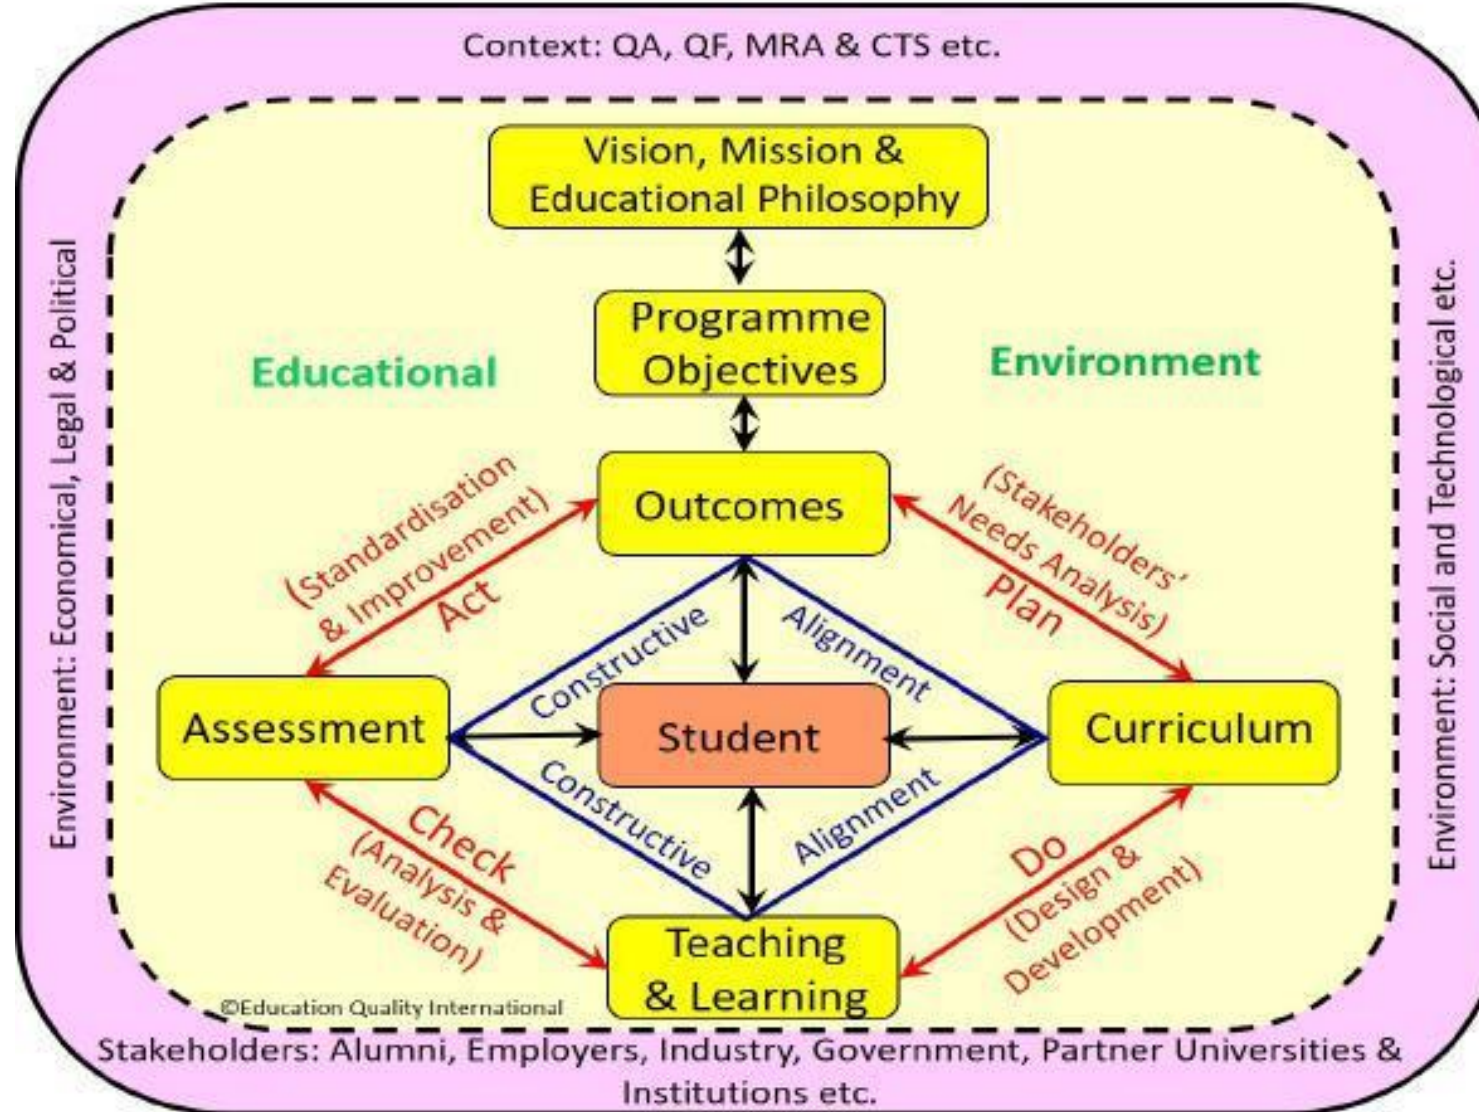 Context: QA, QF, MRA & CTS etc.
Vision, Mission &
Educational Philosophy
Programme
Objectives
Educational
Environment
Environment: Economical, Legal & Political
Environment: Social and Technological etc.
Outcomes
(Standardisation
& Improvement)
Act
(Stakeholders'
Needs Analysis)
Plan
Constructive
Alignment
Assessment
Student
Curriculum
Constructive
Alignment
Check
(Analysis &
Evaluation)
Do
(Design &
Development)
Teaching
& Learning
©Education Quality International
Stakeholders: Alumni, Employers, Industry, Government, Partner Universities &
Institutions etc.